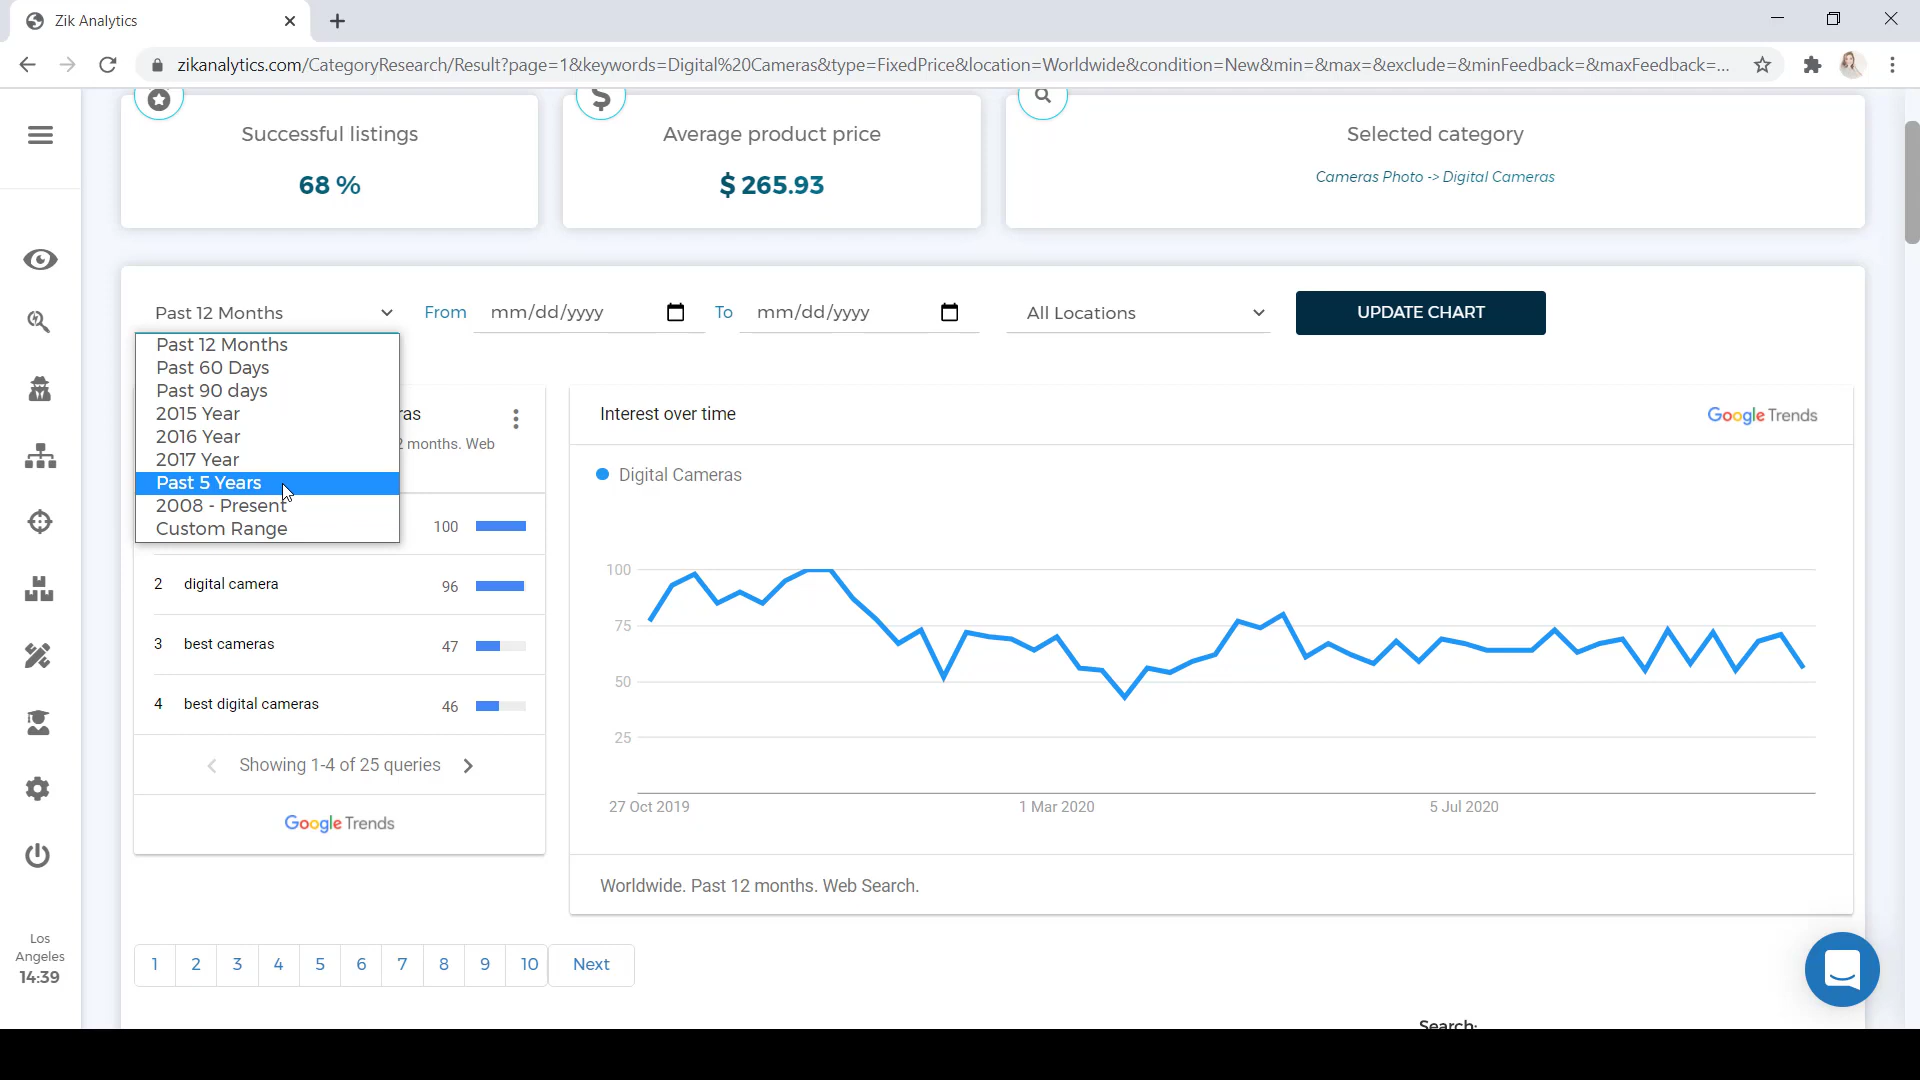 Zik Analytics
zikanalytics.com/CategoryResearch/Result?page=1&keywords=Digital%20Cameras&type=FixedPrice&location=Worldwide&condition=New&min=&max=&exclude=&minFeedback=&maxFeedback=...
Successful listings
68 %
Average product price
$ 265.93
Selected category
Cameras Photo -> Digital Cameras
Past 12 Months
From mm/dd/yyyy
To mm/dd/yyyy
All Locations
UPDATE CHART
Past 12 Months
Past 60 Days
Past 90 days
2015 Year
2016 Year
2017 Year
Past 5 Years
2008 - Present
Custom Range
ras
2 months. Web
100
2 digital camera 96
3 best cameras 47
4 best digital cameras 46
Showing 1-4 of 25 queries
Google Trends
Interest over time
Google Trends
Digital Cameras
100
75
50
25
27 Oct 2019
1 Mar 2020
5 Jul 2020
Worldwide. Past 12 months. Web Search.
1 2 3 4 5 6 7 8 9 10 Next
Los
Angeles
14:39
Search: